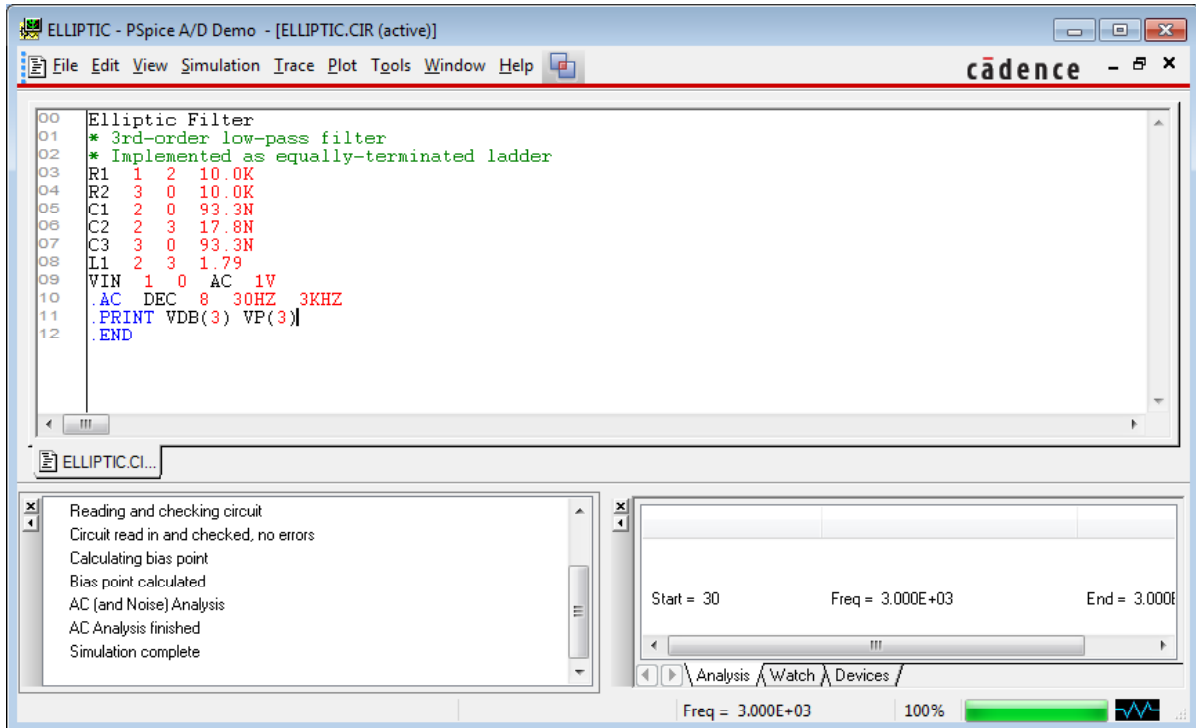 ELLIPTIC - PSpice A/D Demo - [ELLIPTIC.CIR (active)]
File Edit View Simulation Trace Plot Tools Window Help
cādence
00 Elliptic Filter
01 * 3rd-order low-pass filter
02 * Implemented as equally-terminated ladder
03 R1 1 2 10.0K
04 R2 3 0 10.0K
05 C1 2 0 93.3N
06 C2 2 3 17.8N
07 C3 3 0 93.3N
08 L1 2 3 1.79
09 VIN 1 0 AC 1V
10 .AC DEC 8 30HZ 3KHZ
11 .PRINT VDB(3) VP(3)
12 .END
ELLIPTIC.CI...
Reading and checking circuit
Circuit read in and checked, no errors
Calculating bias point
Bias point calculated
AC (and Noise) Analysis
AC Analysis finished
Simulation complete
Start = 30 Freq = 3.000E+03 End = 3.000E
Analysis Watch Devices
Freq = 3.000E+03 100%